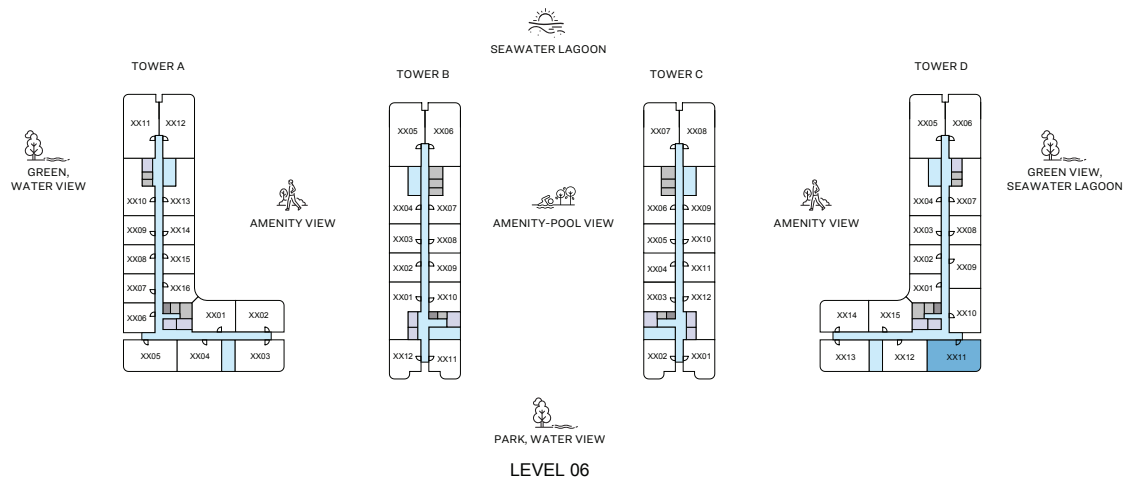 SEAWATER LAGOON
TOWER A
TOWER B
TOWER C
TOWER D
XX11
XX12
XX10
XX13
XX09
XX14
XX08
XX15
XX07
XX16
XX06
XX01
XX02
XX05
XX04
XX03
XX05
XX06
XX04
XX07
XX03
XX08
XX02
XX09
XX01
XX10
XX12
XX11
XX07
XX08
XX06
XX09
XX05
XX10
XX04
XX11
XX03
XX12
XX02
XX01
XX05
XX06
XX04
XX07
XX03
XX08
XX02
XX09
XX01
XX10
XX14
XX15
XX13
XX12
XX11
GREEN,
WATER VIEW
AMENITY VIEW
AMENITY-POOL VIEW
AMENITY VIEW
GREEN VIEW,
SEAWATER LAGOON
PARK, WATER VIEW
LEVEL 06